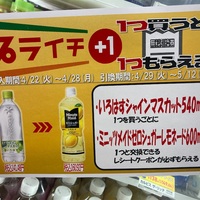 るライチ +1 1つ買うと
1つもらえる
入期間 4/22(火)~4/28(月) 引換期間 4/29(火)~5/12(
・いろはすシャインマスカット540m
1つを買うごとに
・ミニッツメイドゼロシュガーレモネード600m
1つと交換できる
レシートクーポンが必ずもらえる